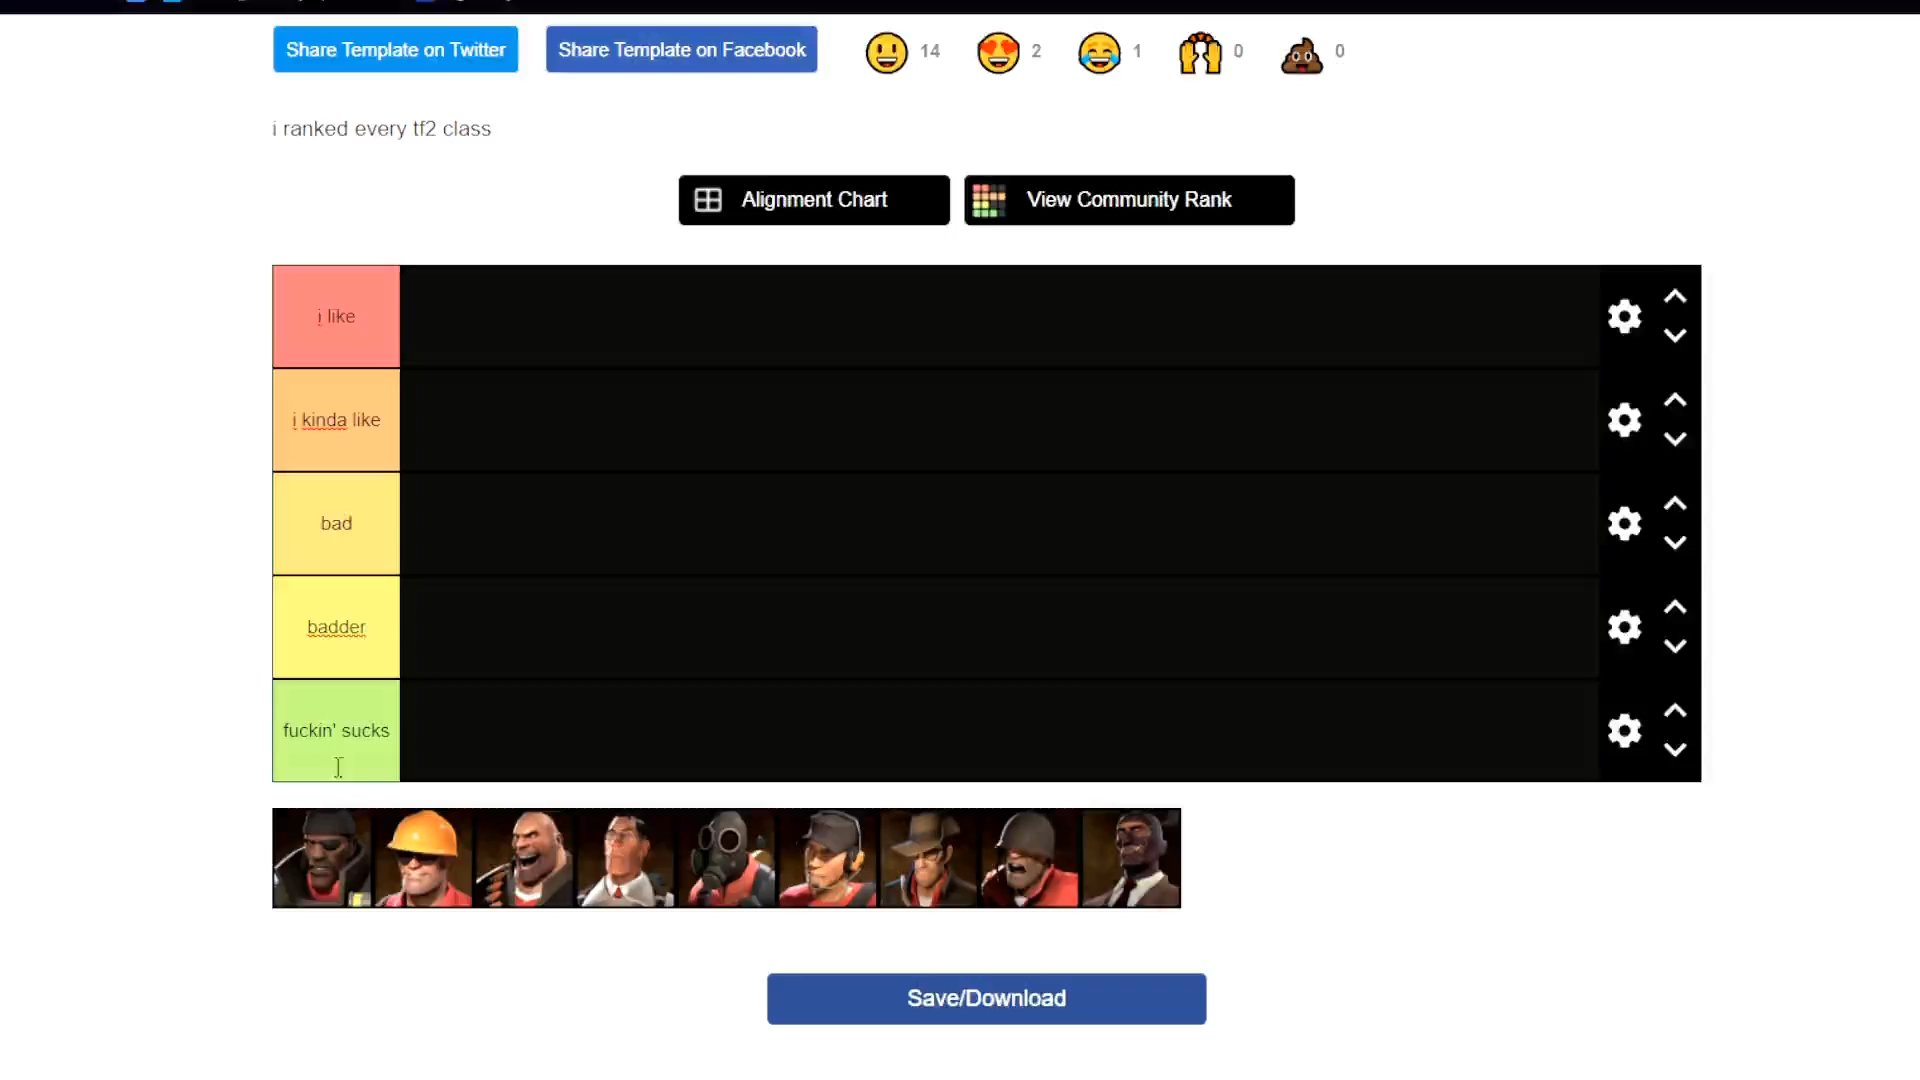 Share Template on Twitter
Share Template on Facebook
14
2
1
0
0
i ranked every tf2 class
Alignment Chart
View Community Rank
i like
i kinda like
bad
badder
fuckin' sucks
Save/Download